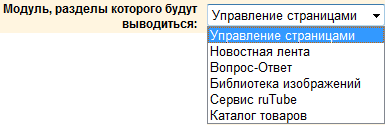 Модуль, разделы которого будут
выводиться:
Управление страницами
Управление страницами
Новостная лента
Вопрос-Ответ
Библиотека изображений
Сервис ruTube
Каталог товаров